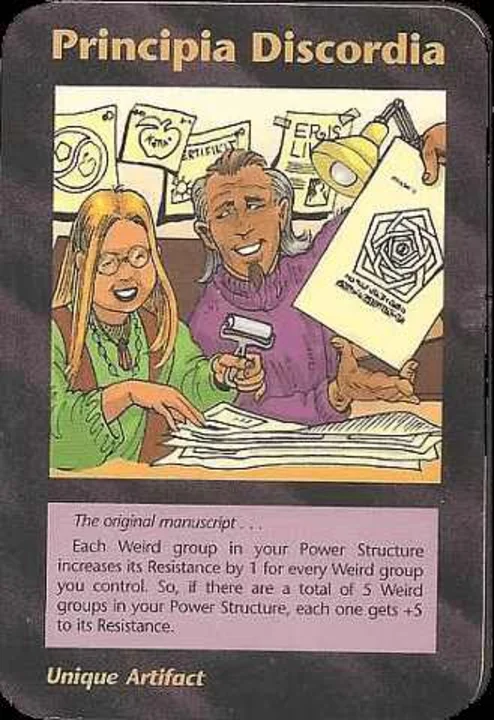 Principia Discordia
ERIS
ERTIFIK
LI
The original manuscript . . .
Each Weird group in your Power Structure
increases its Resistance by 1 for every Weird group
you control. So, if there are a total of 5 Weird
groups in your Power Structure, each one gets +5
to its Resistance.
Unique Artifact